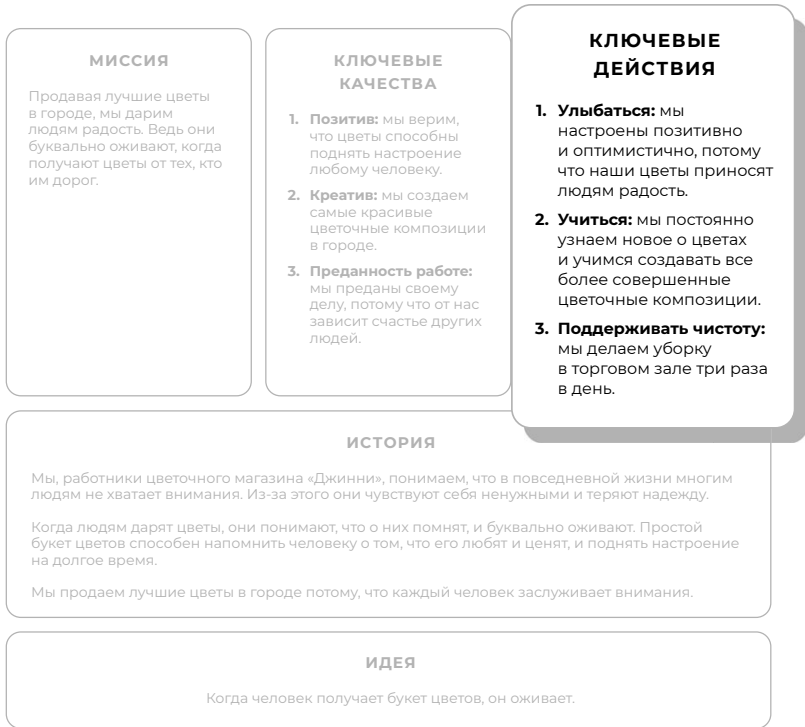 МИССИЯ
Продавая лучшие цветы
в городе, мы дарим
людям радость. Ведь они
буквально оживают, когда
получают цветы от тех, кто
им дорог.
КЛЮЧЕВЫЕ
КАЧЕСТВА
1. Позитив: мы верим,
что цветы способны
поднять настроение
любому человеку.
2. Креатив: мы создаем
самые красивые
цветочные композиции
в городе.
3. Преданность работе:
мы преданы своему
делу, потому что от нас
зависит счастье других
людей.
КЛЮЧЕВЫЕ
ДЕЙСТВИЯ
1. Улыбаться: мы
настроены позитивно
и оптимистично, потому
что наши цветы приносят
людям радость.
2. Учиться: мы постоянно
узнаем новое о цветах
и учимся создавать все
более совершенные
цветочные композиции.
3. Поддерживать чистоту:
мы делаем уборку
в торговом зале три раза
в день.
ИСТОРИЯ
Мы, работники цветочного магазина «Джинни», понимаем, что в повседневной жизни многим
людям не хватает внимания. Из-за этого они чувствуют себя ненужными и теряют надежду.
Когда людям дарят цветы, они понимают, что о них помнят, и буквально оживают. Простой
букет цветов способен напомнить человеку о том, что его любят и ценят, и поднять настроение
на долгое время.
Мы продаем лучшие цветы в городе потому, что каждый человек заслуживает внимания.
ИДЕЯ
Когда человек получает букет цветов, он оживает.